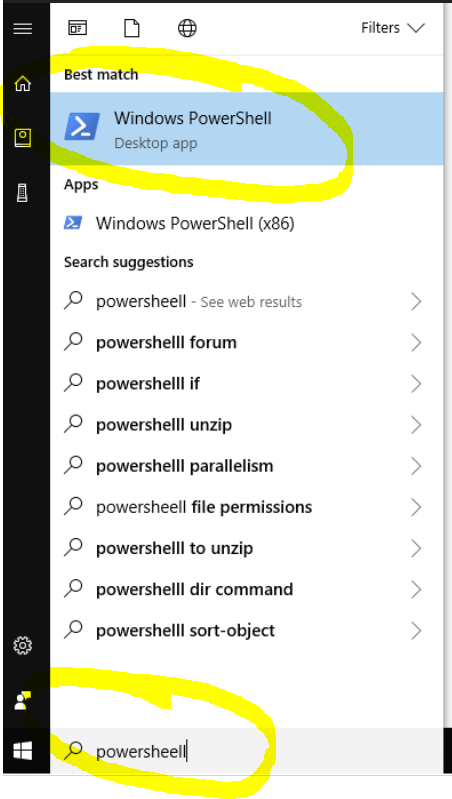 Filters
Best match
Windows PowerShell
Desktop app
Apps
Windows PowerShell (x86)
Search suggestions
powersheell - See web results
powershelll forum
powershelll if
powershelll unzip
powershelll parallelism
powersheell file permissions
powershelll to unzip
powershelll dir command
powershelll sort-object
powersheell